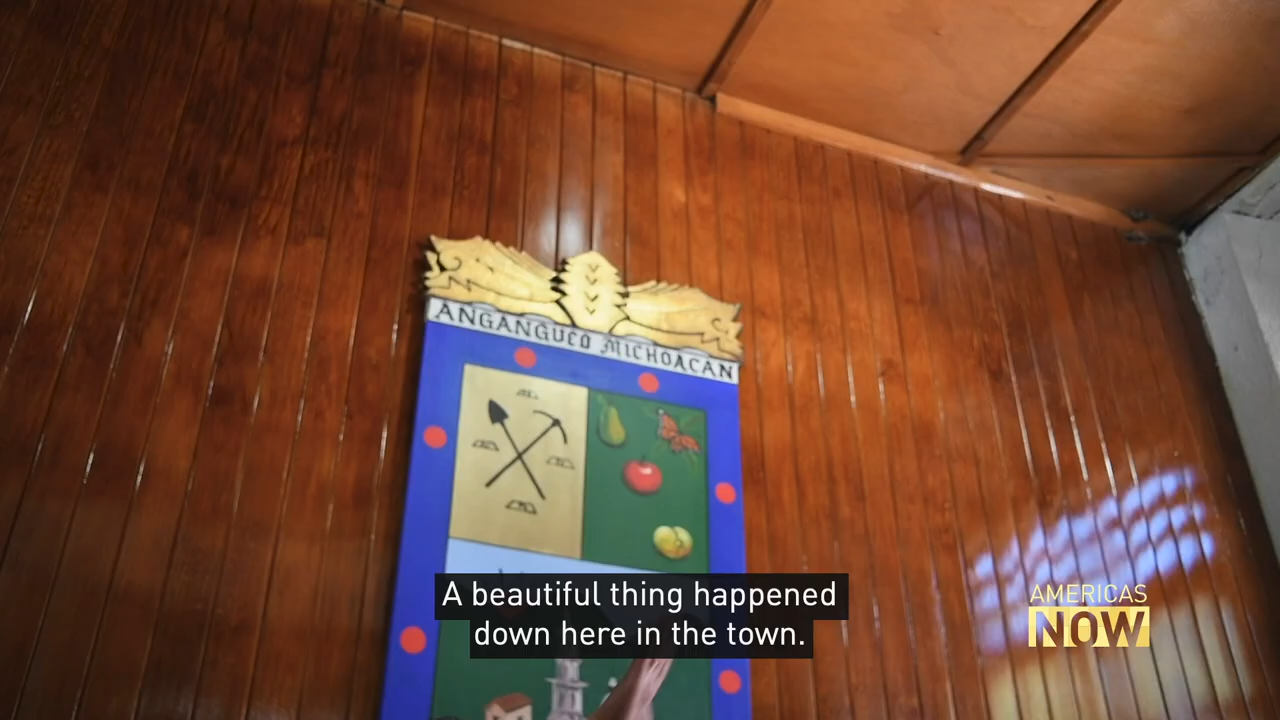 ANGANGUEO MICHOACAN
A beautiful thing happened
down here in the town.
AMERICAS
NOW